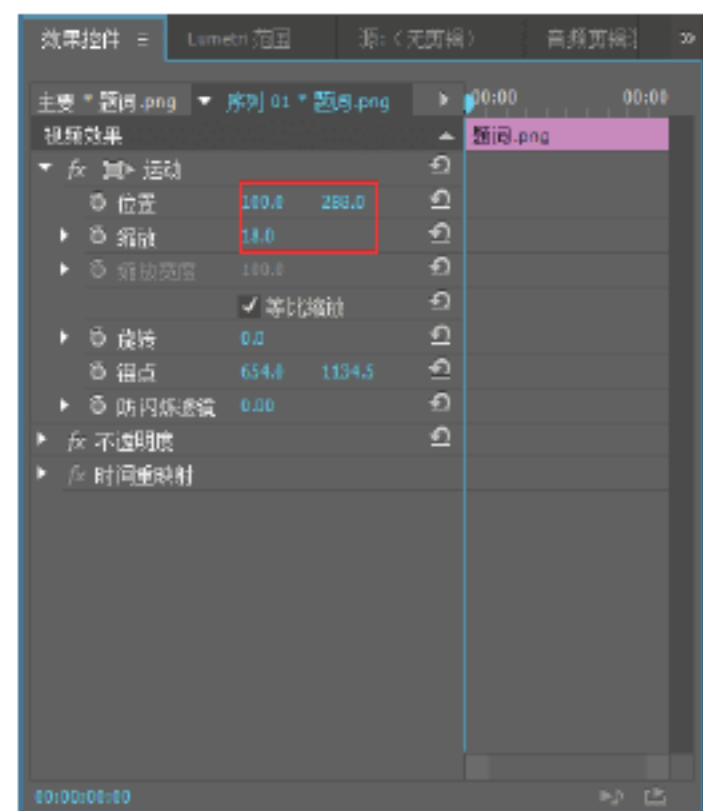 效果控件 ≡ Lumetri 范围 源:（无剪辑） 音频剪辑 »
主要 * 题词.png 序列 01 * 题词.png 00:00 00:00
视频效果 题词.png
fx 运动
位置 100.0 288.0
缩放 18.0
缩放宽度 100.0
✓ 等比缩放
旋转 0.0
锚点 654.0 1134.5
防闪烁滤镜 0.00
fx 不透明度
fx 时间重映射
00:00:00:00